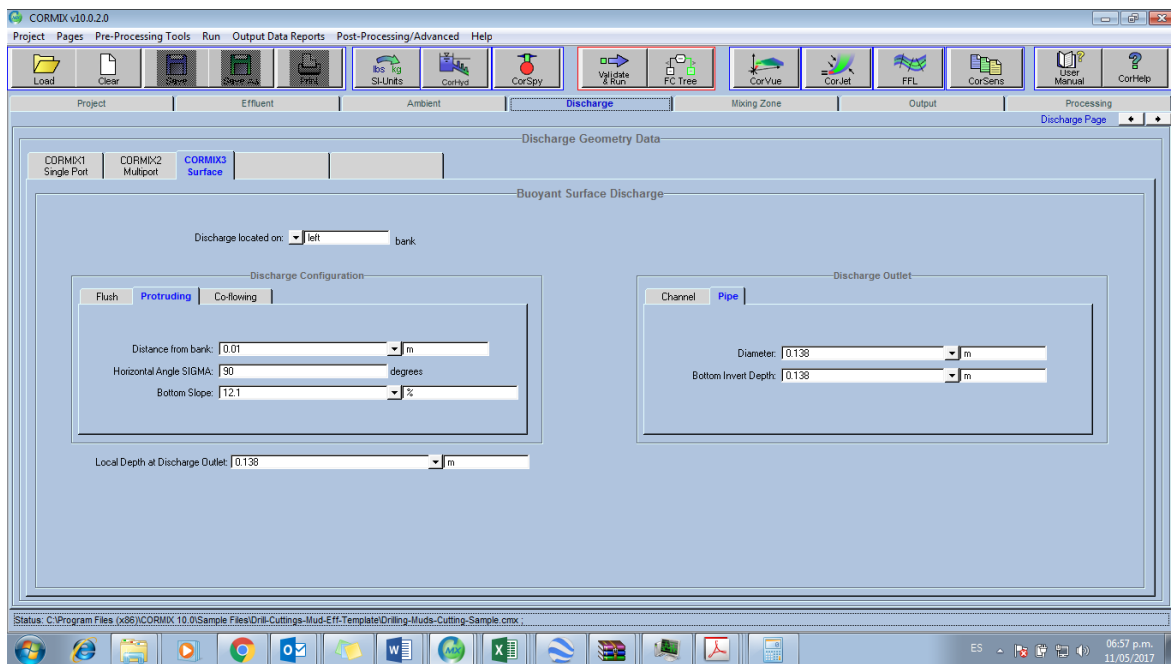 CORMIX v10.0.2.0
Project Pages Pre-Processing Tools Run Output Data Reports Post-Processing/Advanced Help
Load Clear Save Save As Print SI-Units CorHyd CorSpy Validate & Run FC Tree CorVue CorJet FFL CorSens User Manual CorHelp
Project Effluent Ambient Discharge Mixing Zone Output Processing
Discharge Page
Discharge Geometry Data
CORMIX1 Single Port CORMIX2 Multiport CORMIX3 Surface
Buoyant Surface Discharge
Discharge located on: left bank
Discharge Configuration
Flush Protruding Co-flowing
Distance from bank: 0.01 m
Horizontal Angle SIGMA: 90 degrees
Bottom Slope: 12.1 %
Discharge Outlet
Channel Pipe
Diameter: 0.138 m
Bottom Invert Depth: 0.138 m
Local Depth at Discharge Outlet: 0.138 m
Status: C:\Program Files (x86)\CORMIX 10.0\Sample Files\Drill-Cuttings-Mud-Eff-Template\Drilling-Muds-Cutting-Sample.cmx ;
ES 06:57 p.m.
11/05/2017